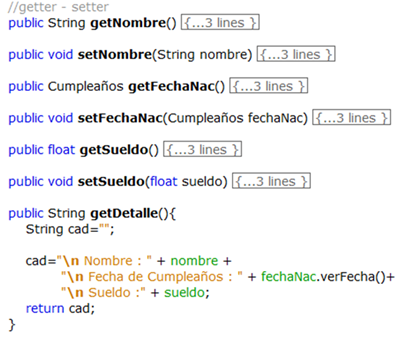 //getter - setter
public String getNombre() {...3 lines }
public void setNombre(String nombre) {...3 lines }
public Cumpleaños getFechaNac() {...3 lines }
public void setFechaNac(Cumpleaños fechaNac) {...3 lines }
public float getSueldo() {...3 lines }
public void setSueldo(float sueldo) {...3 lines }
public String getDetalle(){
String cad="";
cad="\n Nombre : " + nombre +
"\n Fecha de Cumpleaños : " + fechaNac.verFecha()+
"\n Sueldo :" + sueldo;
return cad;
}